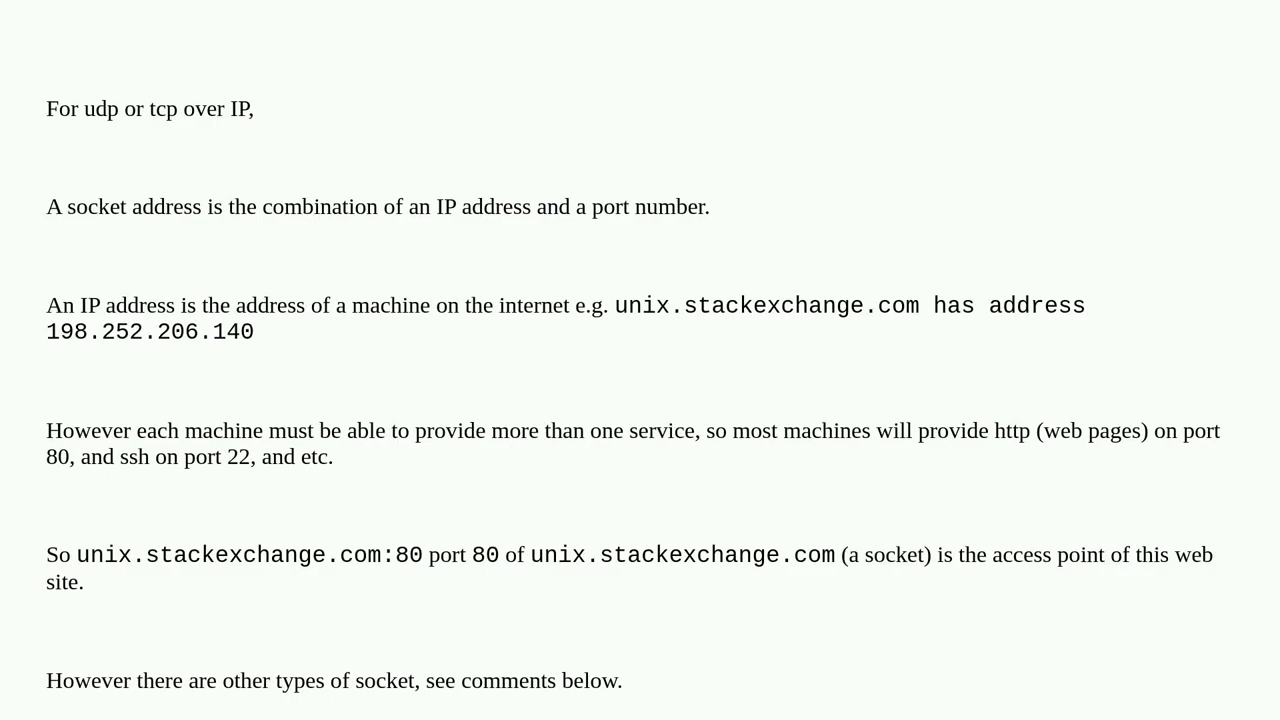 For udp or tcp over IP,
A socket address is the combination of an IP address and a port number.
An IP address is the address of a machine on the internet e.g. unix.stackexchange.com has address
198.252.206.140
However each machine must be able to provide more than one service, so most machines will provide http (web pages) on port
80, and ssh on port 22, and etc.
So unix.stackexchange.com:80 port 80 of unix.stackexchange.com (a socket) is the access point of this web
site.
However there are other types of socket, see comments below.